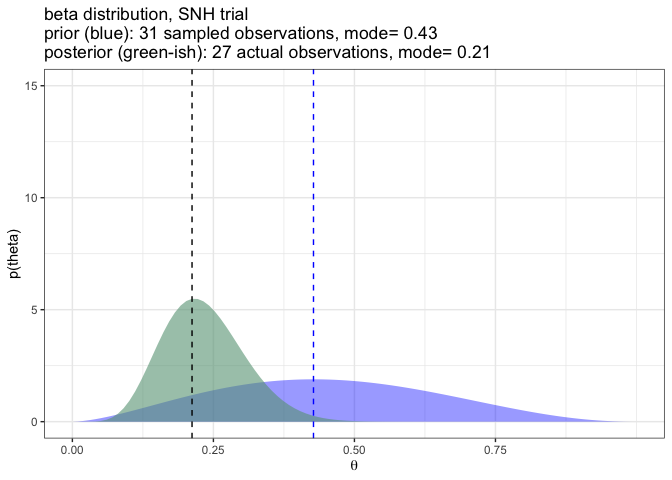 beta distribution, SNH trial
prior (blue): 31 sampled observations, mode= 0.43
posterior (green-ish): 27 actual observations, mode= 0.21
15
10
5
0
p(theta)
0.00 0.25 0.50 0.75
θ